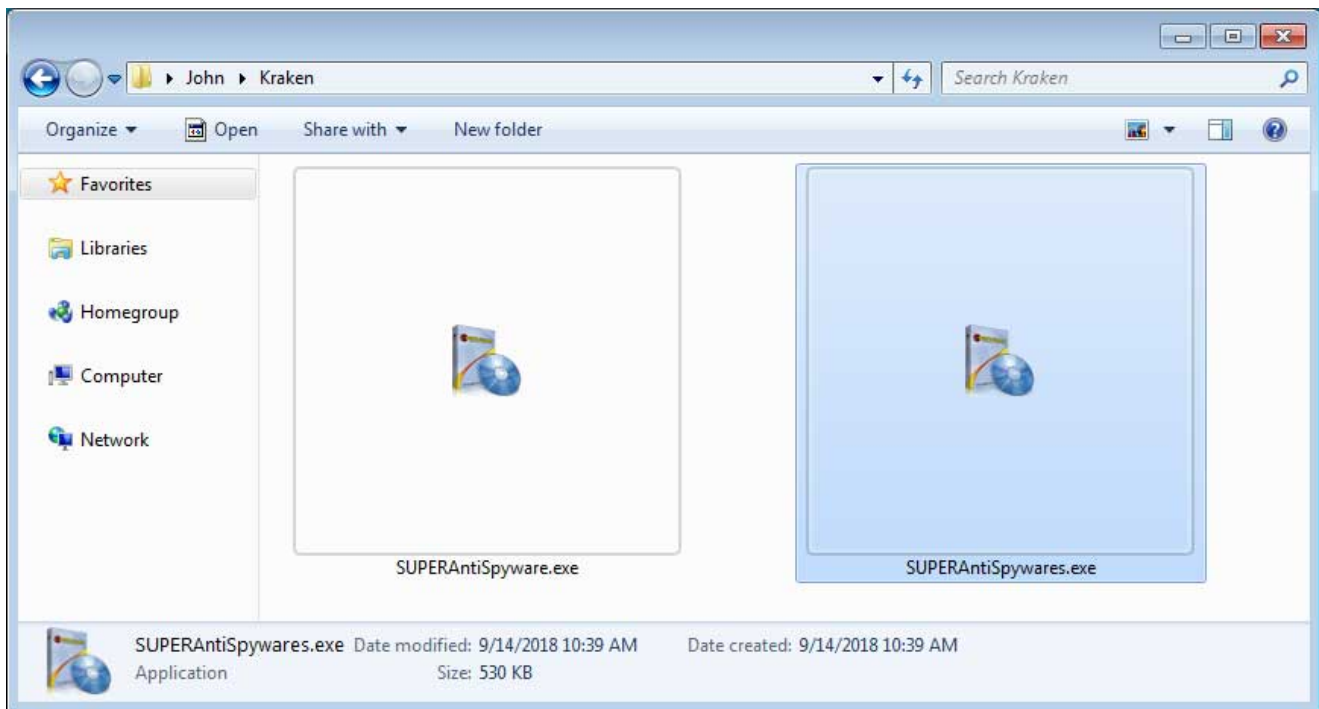 John Kraken
Search Kraken
Organize Open Share with New folder
Favorites
Libraries
Homegroup
Computer
Network
SUPERAntiSpyware.exe SUPERAntiSpywares.exe
SUPERAntiSpywares.exe Date modified: 9/14/2018 10:39 AM Date created: 9/14/2018 10:39 AM
Application Size: 530 KB